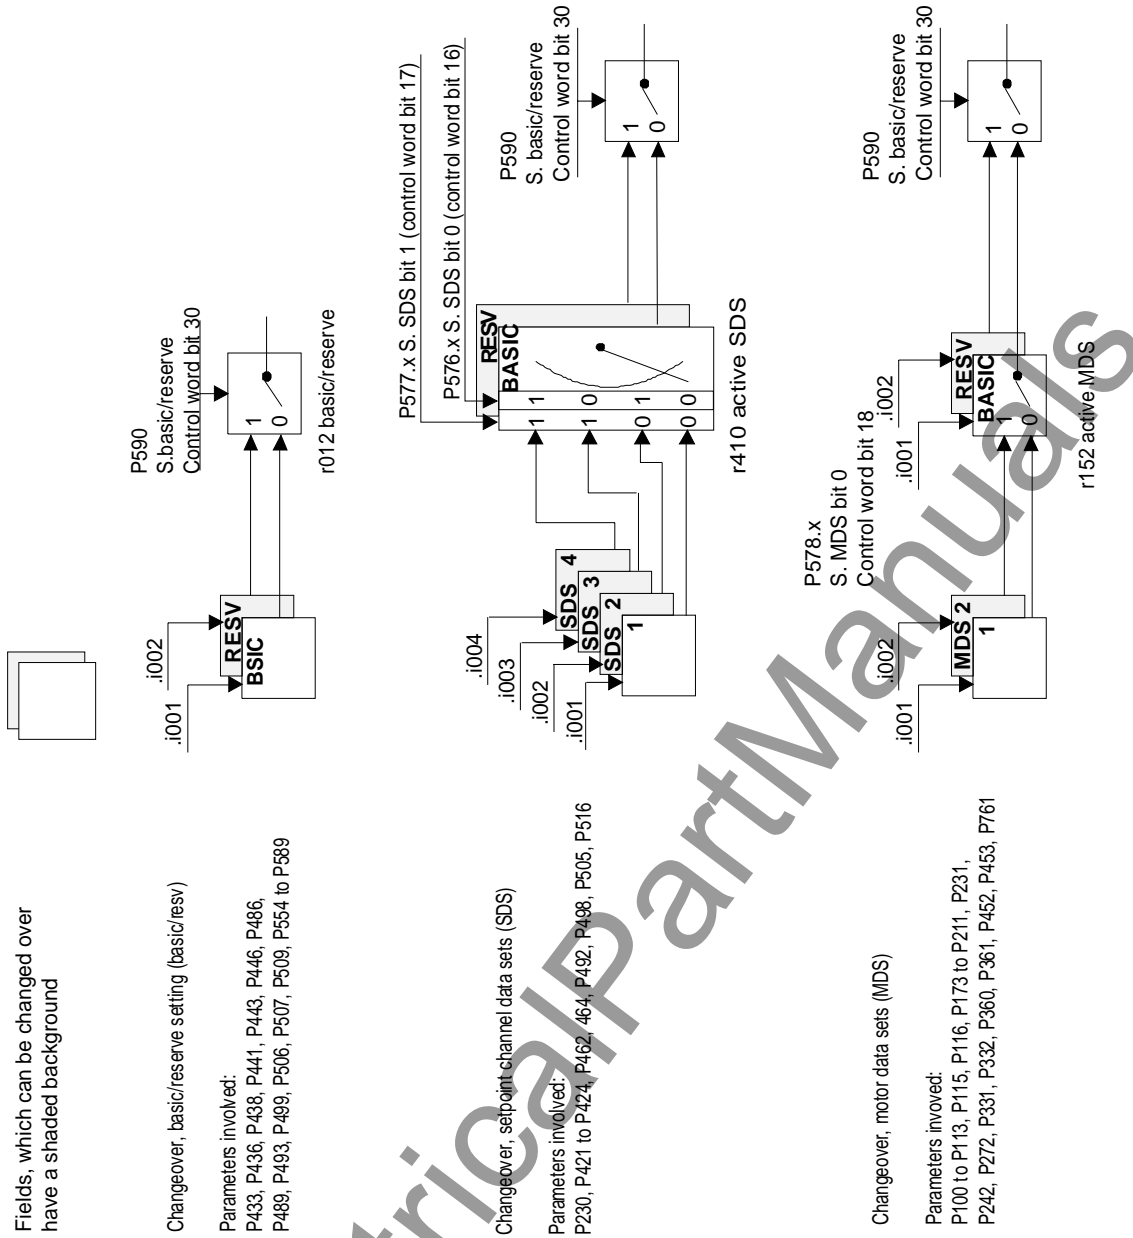 Fields, which can be changed over
have a shaded background
Changeover, basic/reserve setting (basic/resv)
Parameters involved:
P433, P436, P438, P441, P443, P446, P486,
P489, P493, P499, P506, P507, P509, P554 to P589
.i001
.i002
RESV
BSIC
P590
S.basic/reserve
Control word bit 30
1
0
r012 basic/reserve
Changeover, setpoint channel data sets (SDS)
Parameters involved:
P230, P421 to P424, P462, 464, P492, P498, P505, P516
.i004
.i003
.i002
.i001
SDS 4
SDS 3
SDS 2
1
P577.x S. SDS bit 1 (control word bit 17)
P576.x S. SDS bit 0 (control word bit 16)
RESV
BASIC
1 1
1 0
0 1
0 0
r410 active SDS
P590
S. basic/reserve
Control word bit 30
1
0
Changeover, motor data sets (MDS)
Parameters invoved:
P100 to P113, P115, P116, P173 to P211, P231,
P242, P272, P331, P332, P360, P361, P452, P453, P761
.i001
.i002
MDS 2
1
P578.x
S. MDS bit 0
Control word bit 18
.i001
.i002
RESV
BASIC
1
0
r152 active MDS
P590
S. basic/reserve
Control word bit 30
1
0
tricalPartManuals